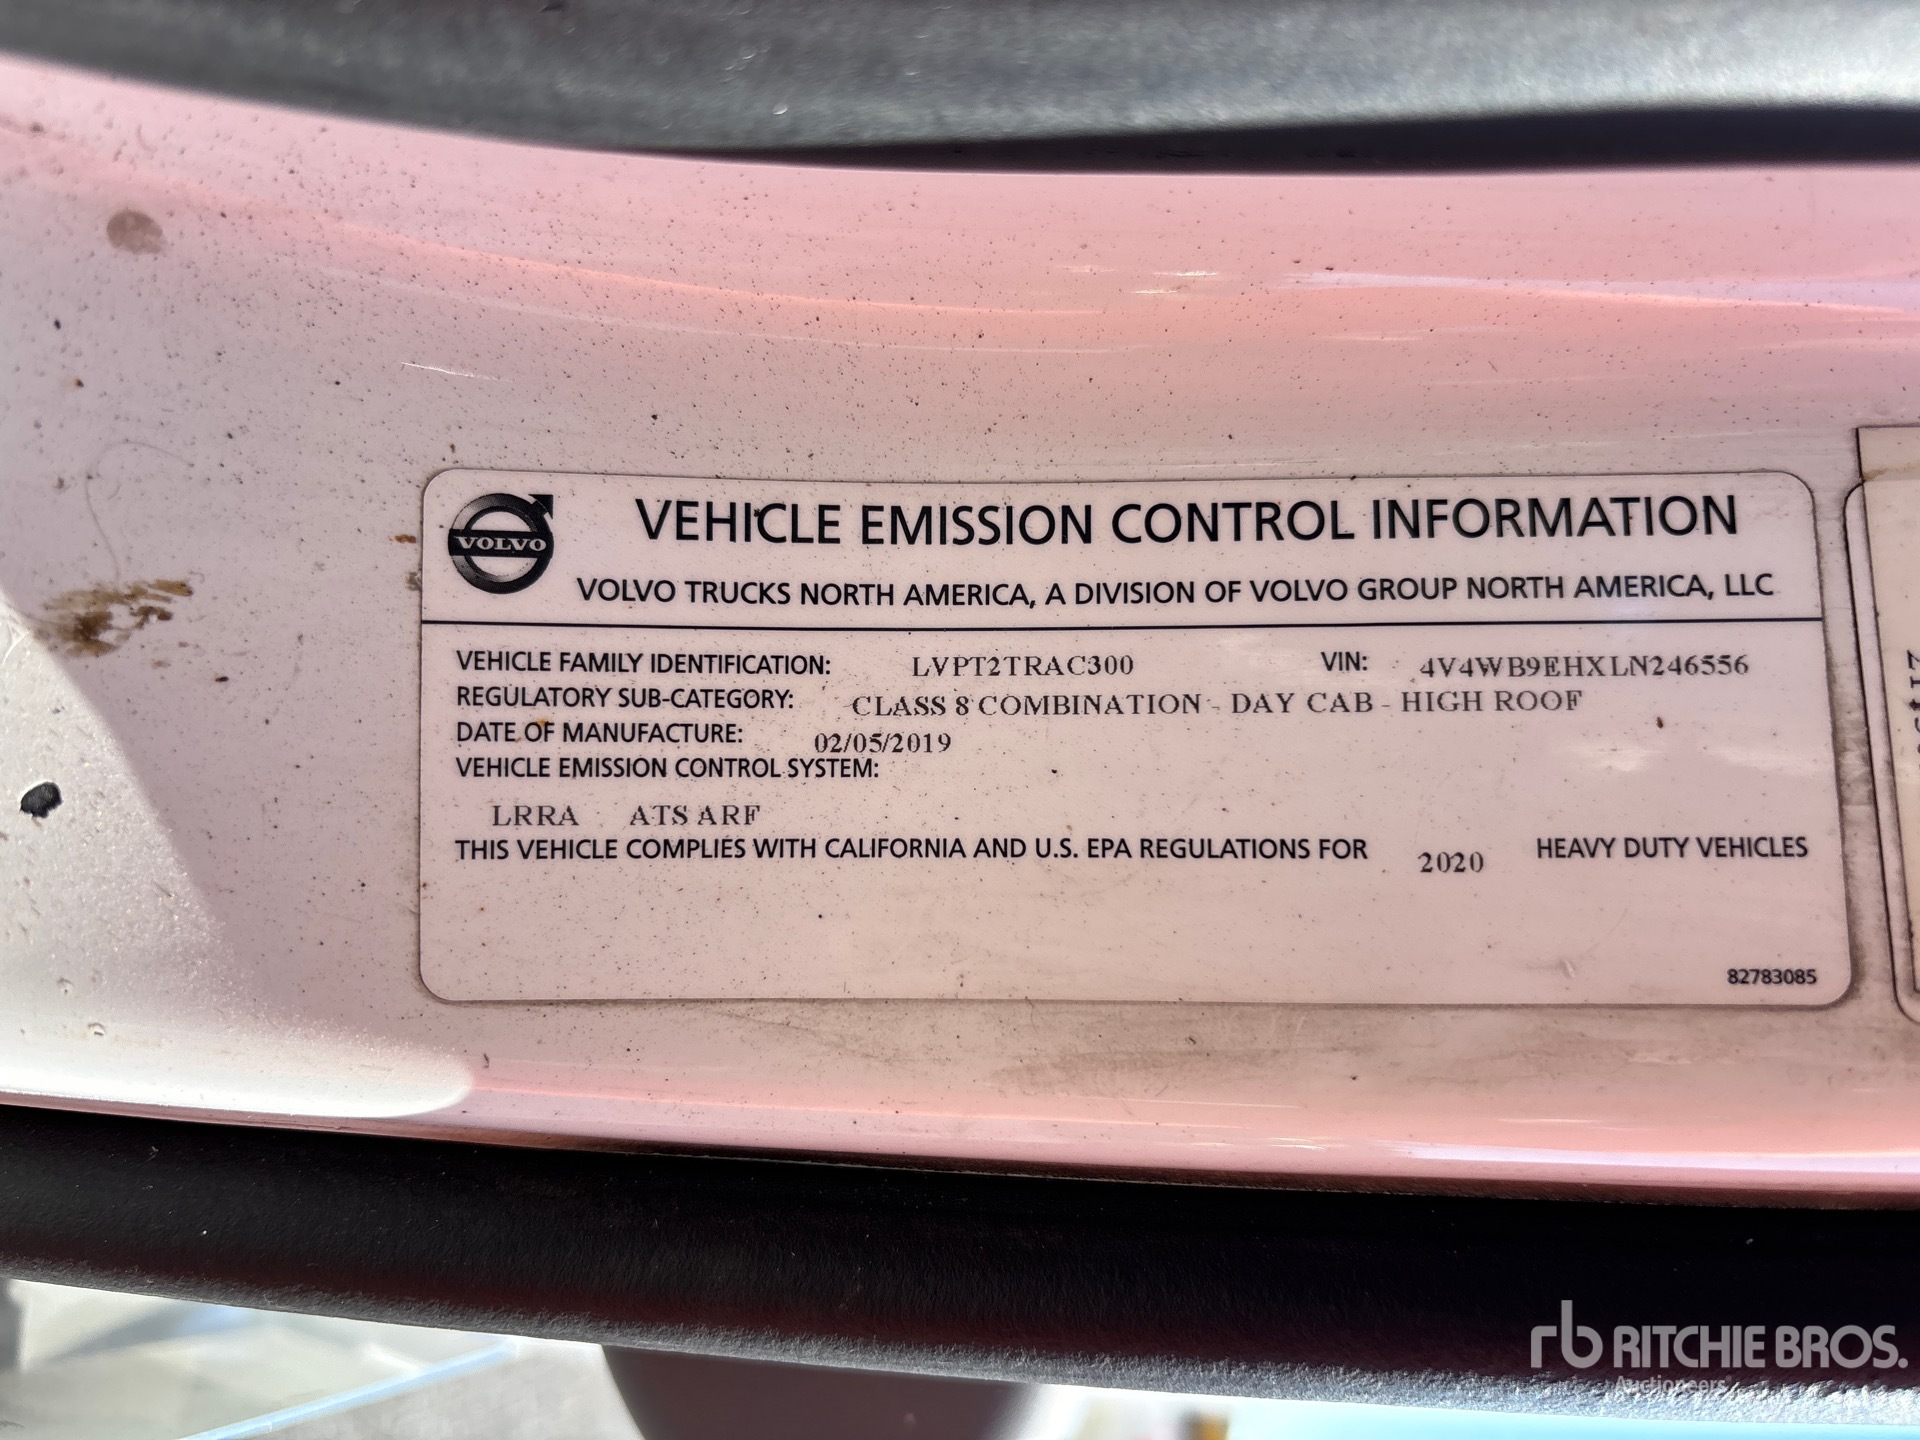 VOLVO
VEHICLE EMISSION CONTROL INFORMATION
VOLVO TRUCKS NORTH AMERICA, A DIVISION OF VOLVO GROUP NORTH AMERICA, LLC
VEHICLE FAMILY IDENTIFICATION: LVPT2TRAC300 VIN: 4V4WB9EHXLN246556
REGULATORY SUB-CATEGORY: CLASS 8 COMBINATION - DAY CAB - HIGH ROOF
DATE OF MANUFACTURE: 02/05/2019
VEHICLE EMISSION CONTROL SYSTEM:
LRRA ATS ARF
THIS VEHICLE COMPLIES WITH CALIFORNIA AND U.S. EPA REGULATIONS FOR 2020 HEAVY DUTY VEHICLES
82783085
rb RITCHIE BROS.
Auctioneers